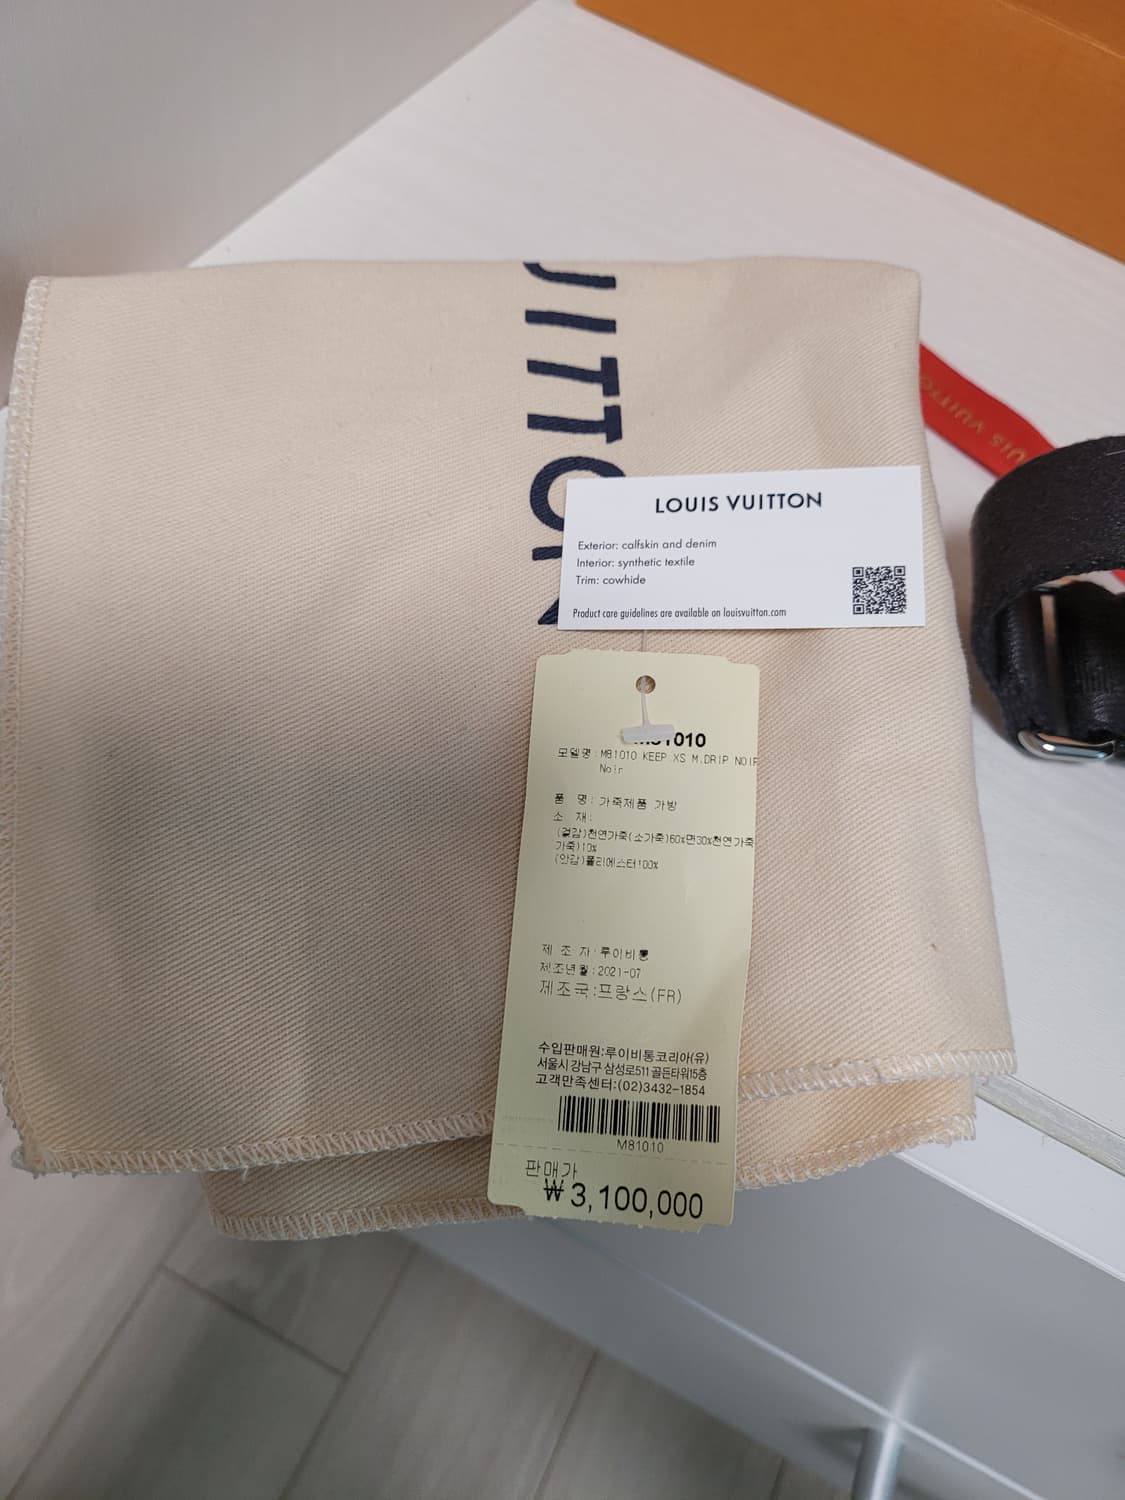 UITTON
UIS VUITTO
LOUIS VUITTON
Exterior: calfskin and denim
Interior: synthetic textile
Trim: cowhide
Product care guidelines are available on louisvuitton.com
M81010
모델명: M81010 KEEP XS M.DRIP NOIR
Noir
품 명: 가죽제품 가방
소 재:
(겉감)천연가죽(소가죽)60%면30%천연가죽
가죽)10%
(안감)폴리에스터100%
제 조 자:루이비통
제조년월:2021-07
제조국:프랑스(FR)
수입판매원:루이비통코리아(유)
서울시 강남구 삼성로511 골든타워15층
고객만족센터:(02)3432-1854
M81010
판매가
₩3,100,000